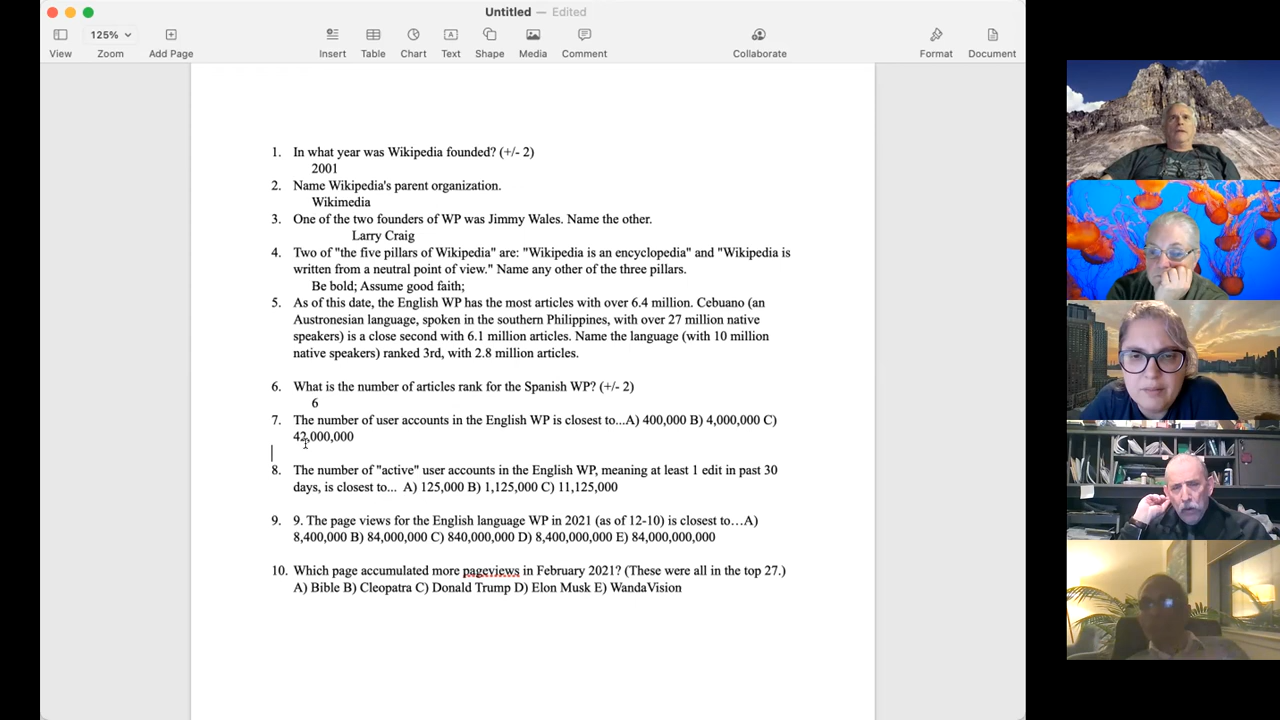 Untitled — Edited
125%
View Zoom Add Page Insert Table Chart Text Shape Media Comment Collaborate Format Document
1. In what year was Wikipedia founded? (+/- 2)
2001
2. Name Wikipedia's parent organization.
Wikimedia
3. One of the two founders of WP was Jimmy Wales. Name the other.
Larry Craig
4. Two of "the five pillars of Wikipedia" are: "Wikipedia is an encyclopedia" and "Wikipedia is
written from a neutral point of view." Name any other of the three pillars.
Be bold; Assume good faith;
5. As of this date, the English WP has the most articles with over 6.4 million. Cebuano (an
Austronesian language, spoken in the southern Philippines, with over 27 million native
speakers) is a close second with 6.1 million articles. Name the language (with 10 million
native speakers) ranked 3rd, with 2.8 million articles.
6. What is the number of articles rank for the Spanish WP? (+/- 2)
6
7. The number of user accounts in the English WP is closest to...A) 400,000 B) 4,000,000 C)
42,000,000
8. The number of "active" user accounts in the English WP, meaning at least 1 edit in past 30
days, is closest to... A) 125,000 B) 1,125,000 C) 11,125,000
9. 9. The page views for the English language WP in 2021 (as of 12-10) is closest to…A)
8,400,000 B) 84,000,000 C) 840,000,000 D) 8,400,000,000 E) 84,000,000,000
10. Which page accumulated more pageviews in February 2021? (These were all in the top 27.)
A) Bible B) Cleopatra C) Donald Trump D) Elon Musk E) WandaVision